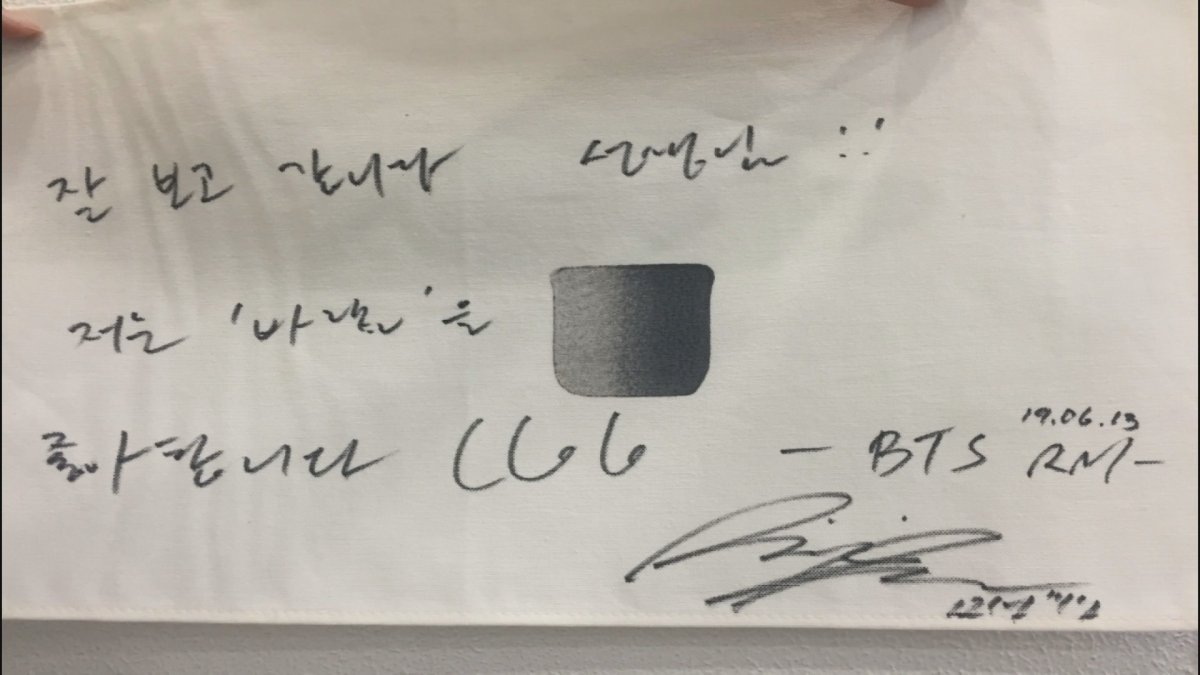 잘 보고 갑니다 선생님 !!
저는 '바람'을
좋아합니다
19.06.13
- BTS RM -